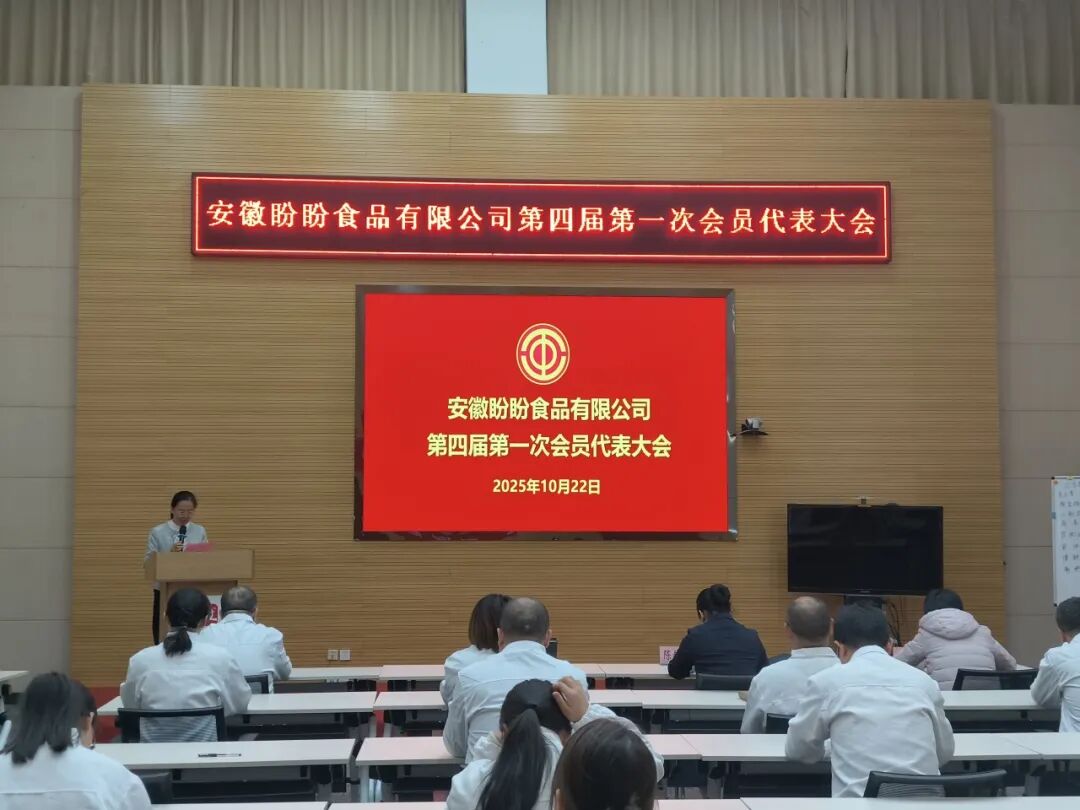 安徽盼盼食品有限公司第四届第一次会员代表大会
安徽盼盼食品有限公司
第四届第一次会员代表大会
2025年10月22日
陈